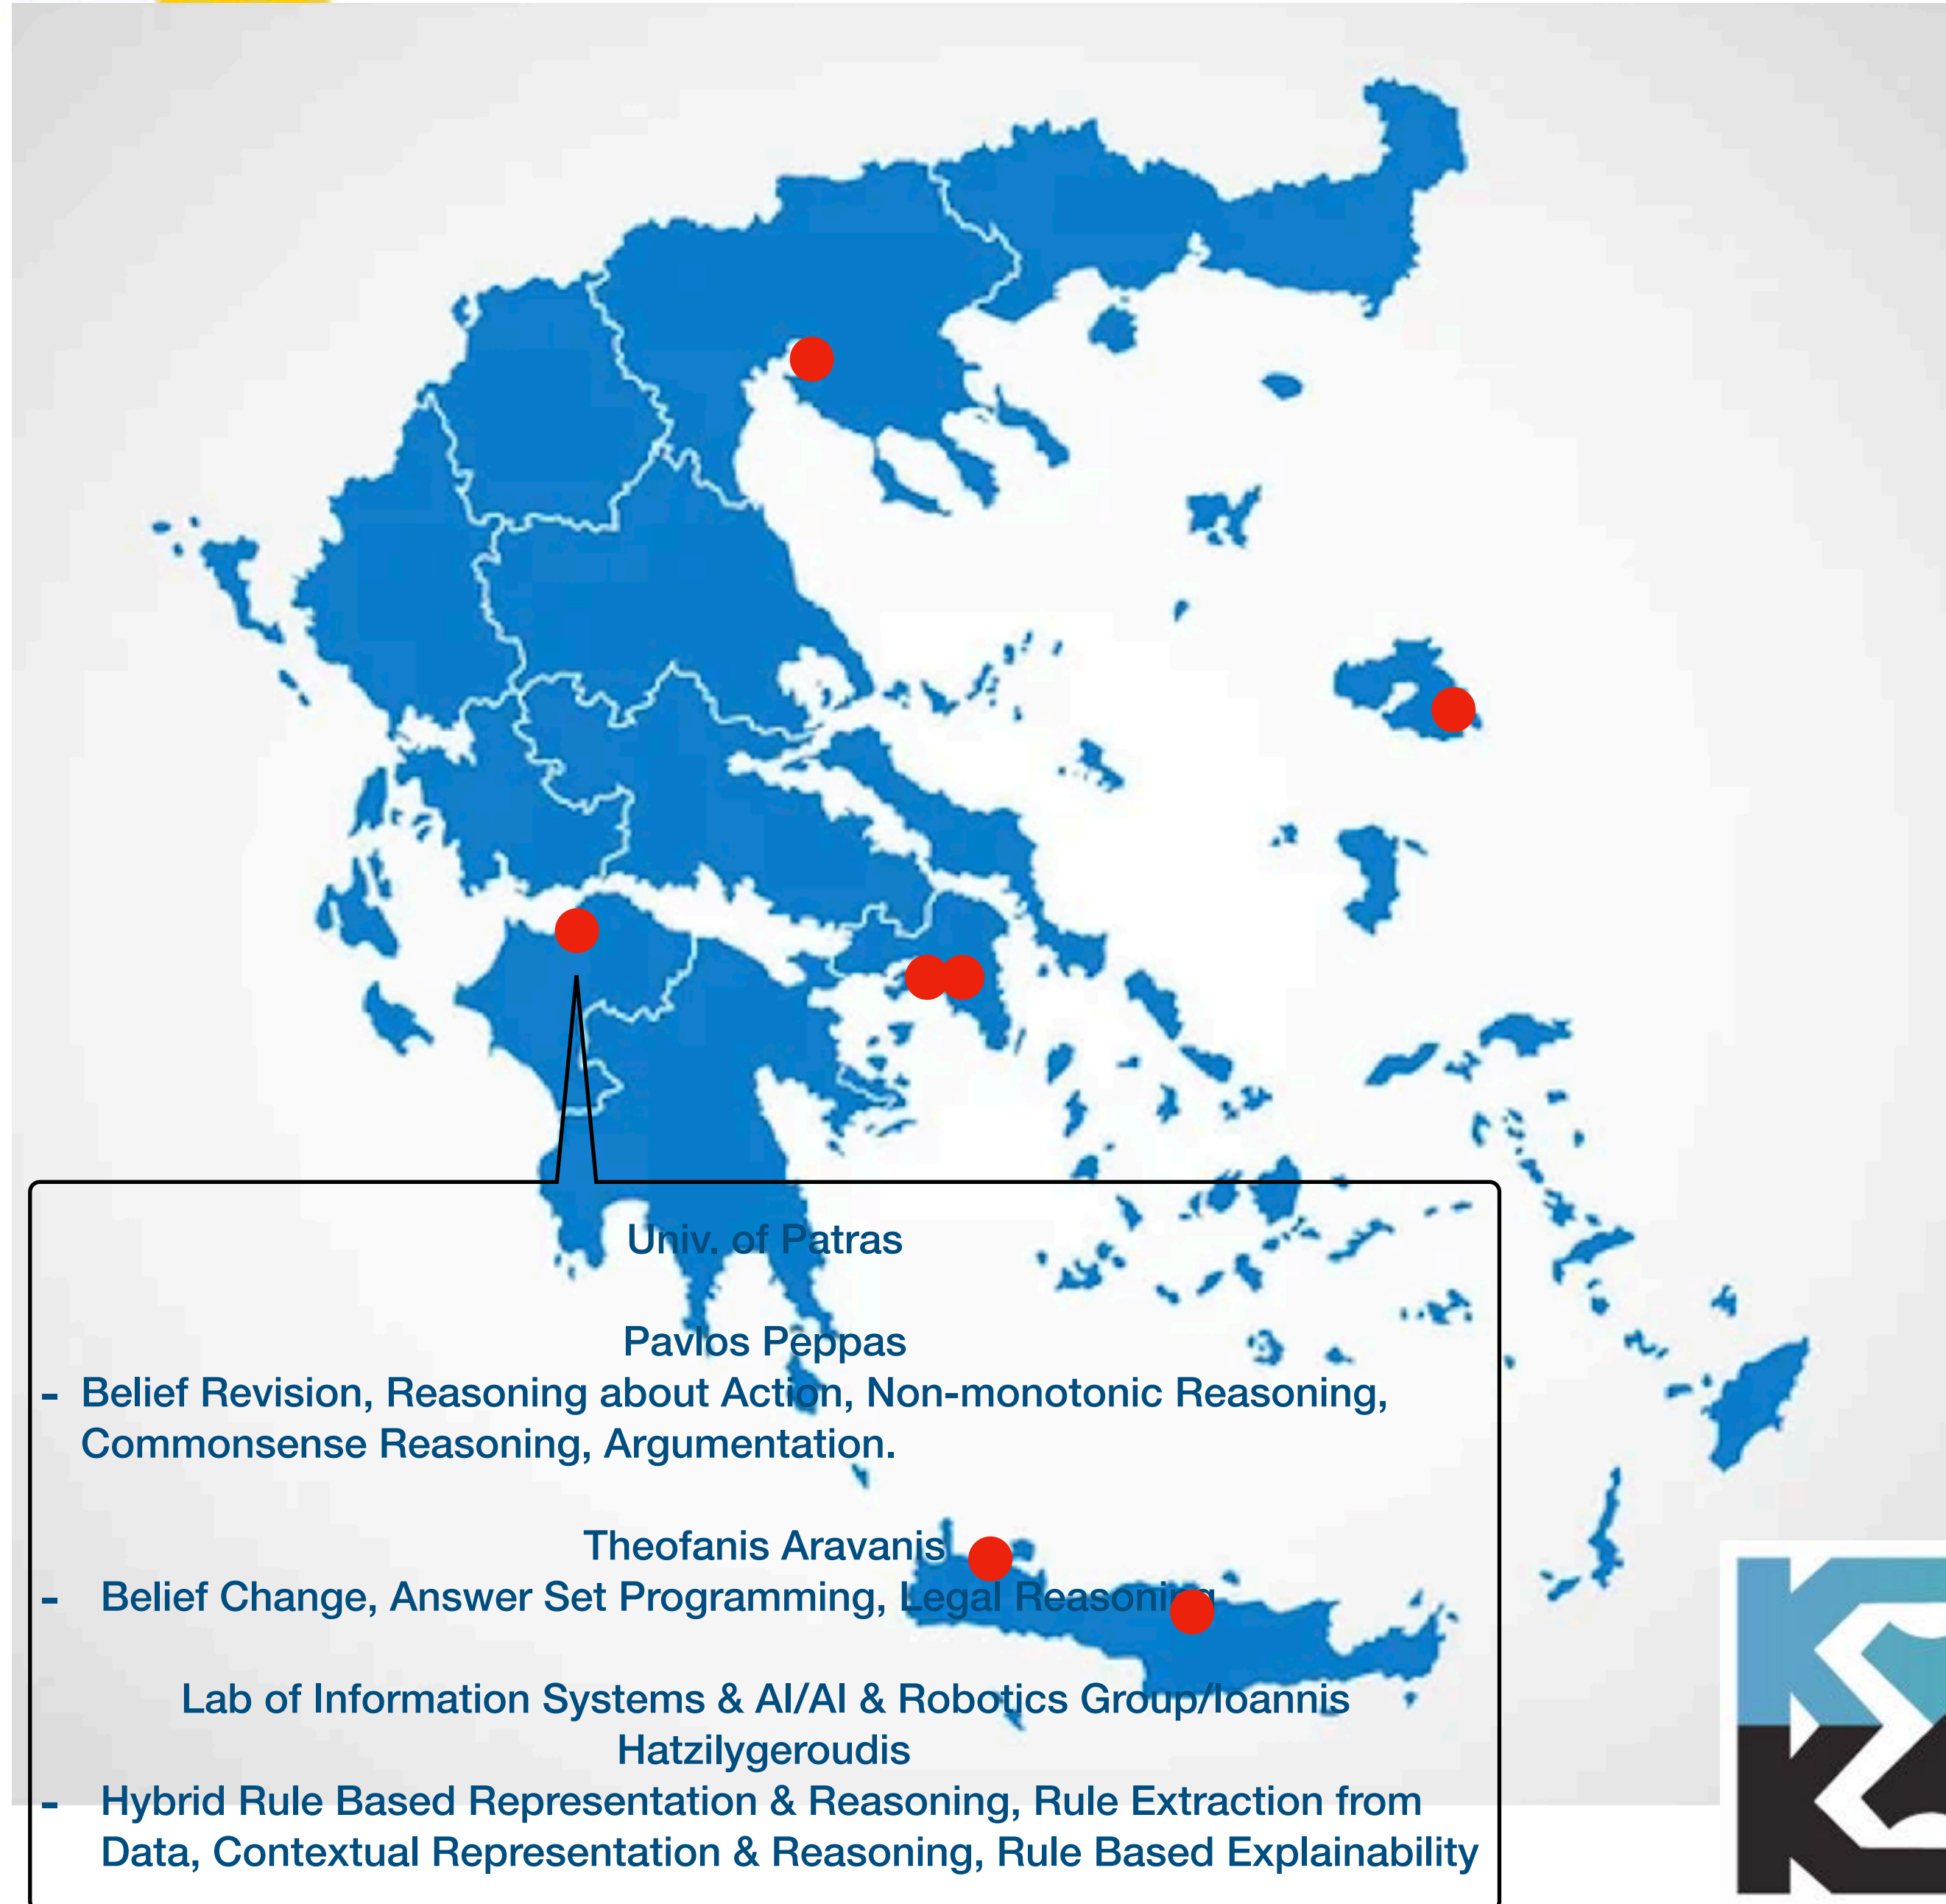 Univ. of Patras
Pavlos Peppas
- Belief Revision, Reasoning about Action, Non-monotonic Reasoning,
Commonsense Reasoning, Argumentation.
Theofanis Aravanis
- Belief Change, Answer Set Programming, Legal Reasoning
Lab of Information Systems & AI/AI & Robotics Group/Ioannis
Hatzilygeroudis
- Hybrid Rule Based Representation & Reasoning, Rule Extraction from
Data, Contextual Representation & Reasoning, Rule Based Explainability